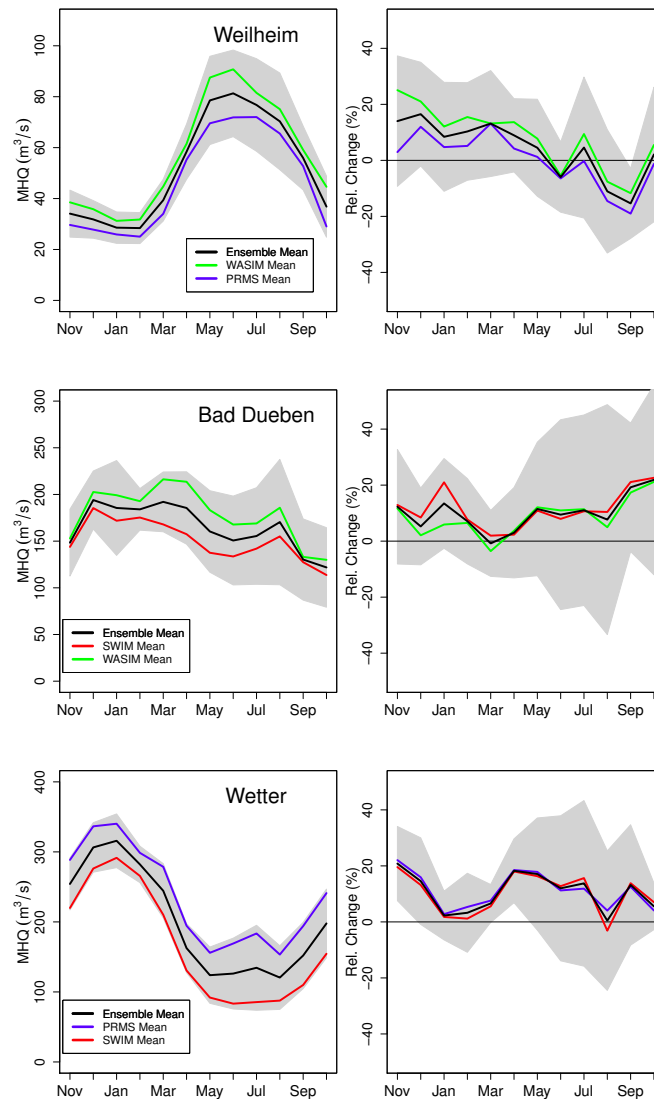 Weilheim
MHQ (m³/s)
100
80
60
40
20
0
Ensemble Mean
WASIM Mean
PRMS Mean
Nov Jan Mar May Jul Sep
Rel. Change (%)
40
20
0
−20
−40
Nov Jan Mar May Jul Sep
Bad Dueben
MHQ (m³/s)
300
250
200
150
100
50
0
Ensemble Mean
SWIM Mean
WASIM Mean
Nov Jan Mar May Jul Sep
Rel. Change (%)
40
20
0
−20
−40
Nov Jan Mar May Jul Sep
Wetter
MHQ (m³/s)
400
300
200
100
0
Ensemble Mean
PRMS Mean
SWIM Mean
Nov Jan Mar May Jul Sep
Rel. Change (%)
40
20
0
−20
−40
Nov Jan Mar May Jul Sep